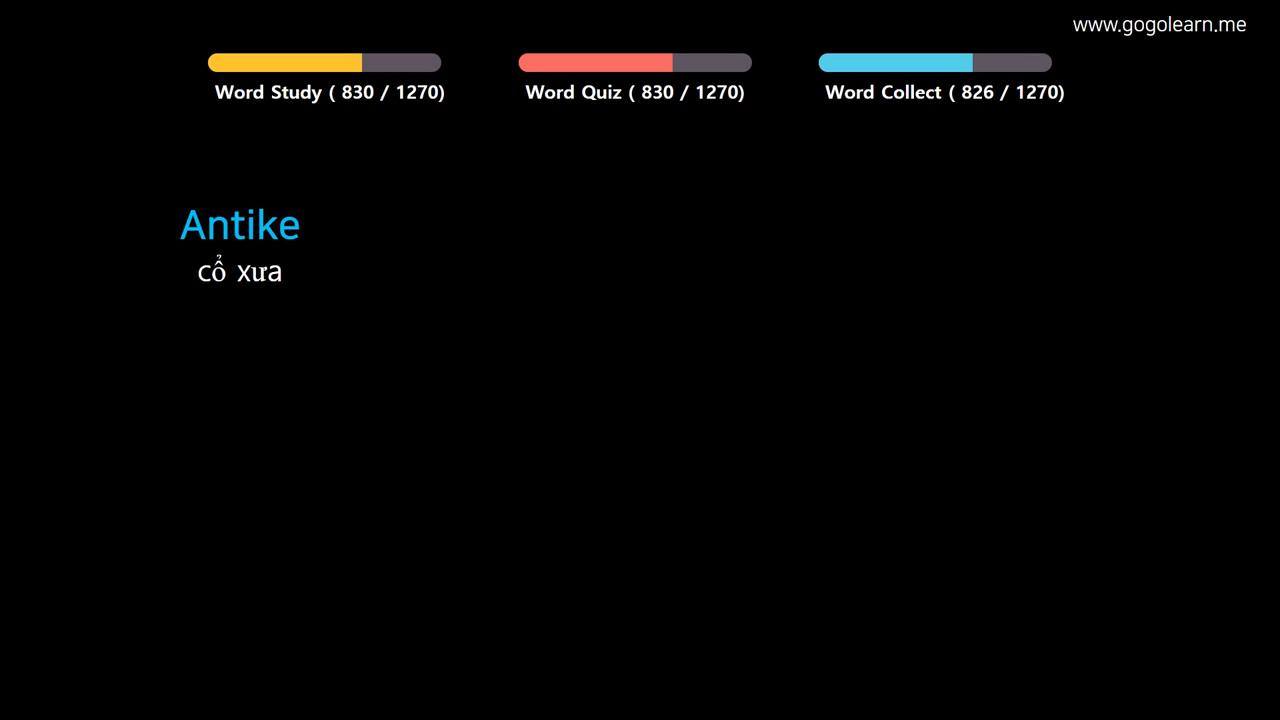 www.gogolearn.me
Word Study ( 830 / 1270)
Word Quiz ( 830 / 1270)
Word Collect ( 826 / 1270)
Antike
cổ xưa